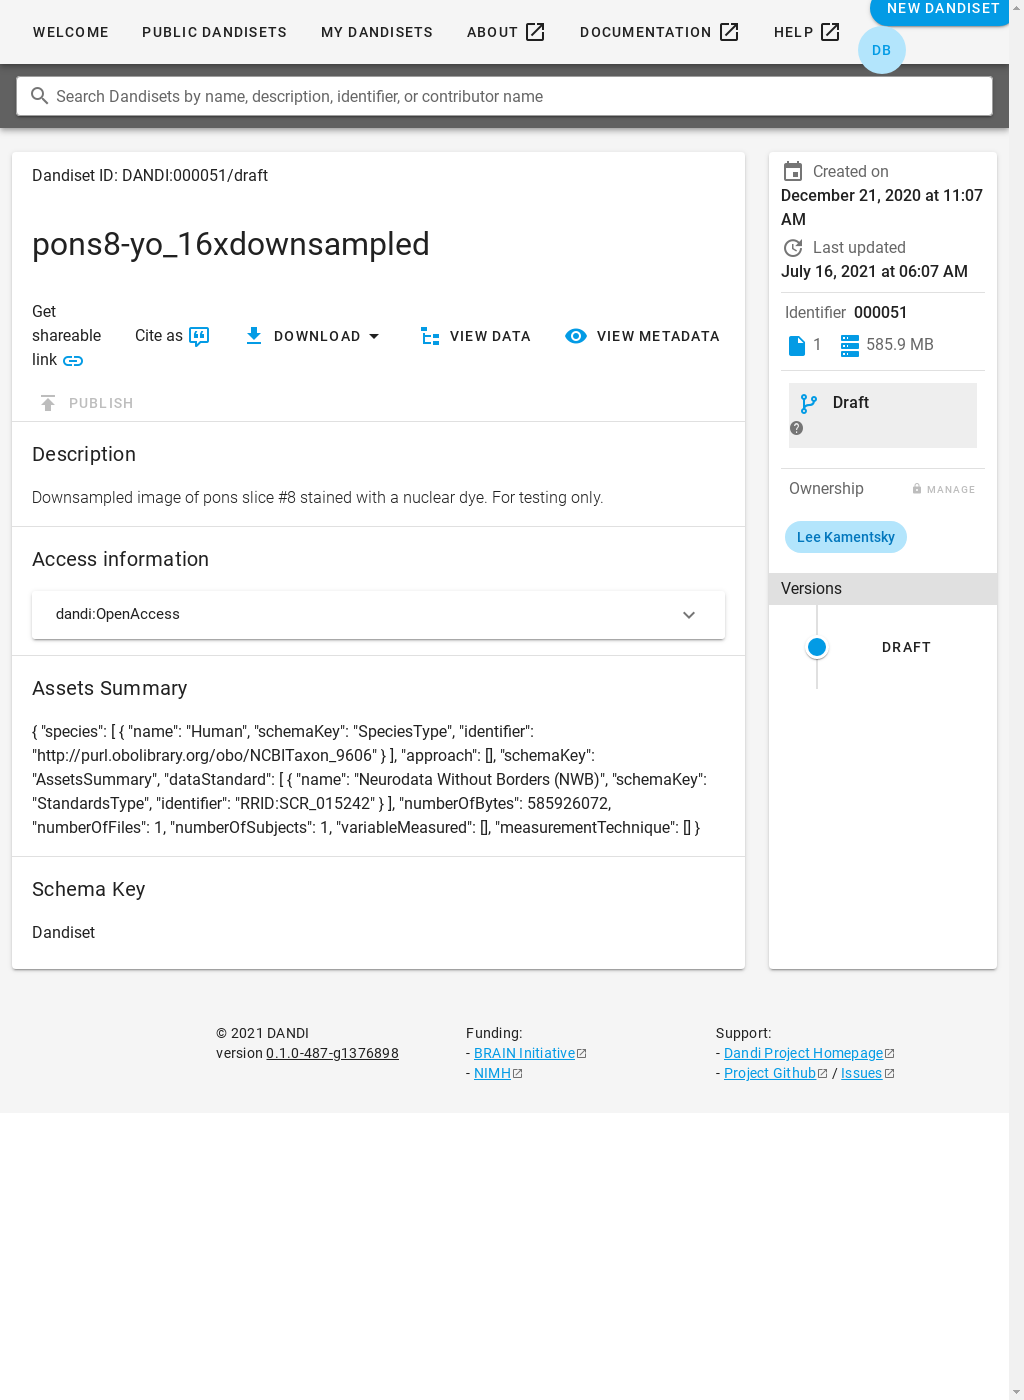 WELCOME
PUBLIC DANDISETS
MY DANDISETS
ABOUT
DOCUMENTATION
HELP
NEW DANDISET
DB
Search Dandisets by name, description, identifier, or contributor name
Dandiset ID: DANDI:000051/draft
pons8-yo_16xdownsampled
Get
shareable
link
Cite as
DOWNLOAD
VIEW DATA
VIEW METADATA
PUBLISH
Description
Downsampled image of pons slice #8 stained with a nuclear dye. For testing only.
Access information
dandi:OpenAccess
Assets Summary
{ "species": [ { "name": "Human", "schemaKey": "SpeciesType", "identifier":
"http://purl.obolibrary.org/obo/NCBITaxon_9606" } ], "approach": [], "schemaKey":
"AssetsSummary", "dataStandard": [ { "name": "Neurodata Without Borders (NWB)", "schemaKey":
"StandardsType", "identifier": "RRID:SCR_015242" } ], "numberOfBytes": 585926072,
"numberOfFiles": 1, "numberOfSubjects": 1, "variableMeasured": [], "measurementTechnique": [] }
Schema Key
Dandiset
Created on
December 21, 2020 at 11:07
AM
Last updated
July 16, 2021 at 06:07 AM
Identifier 000051
1 585.9 MB
Draft
Ownership MANAGE
Lee Kamentsky
Versions
DRAFT
© 2021 DANDI
version 0.1.0-487-g1376898
Funding:
- BRAIN Initiative
- NIMH
Support:
- Dandi Project Homepage
- Project Github / Issues